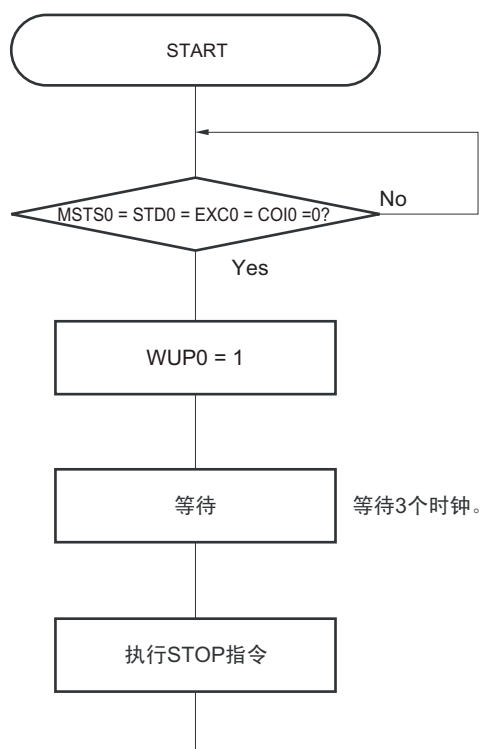 START
MSTS0 = STD0 = EXC0 = COI0 =0?
No
Yes
WUP0 = 1
等待
等待3个时钟。
执行STOP指令